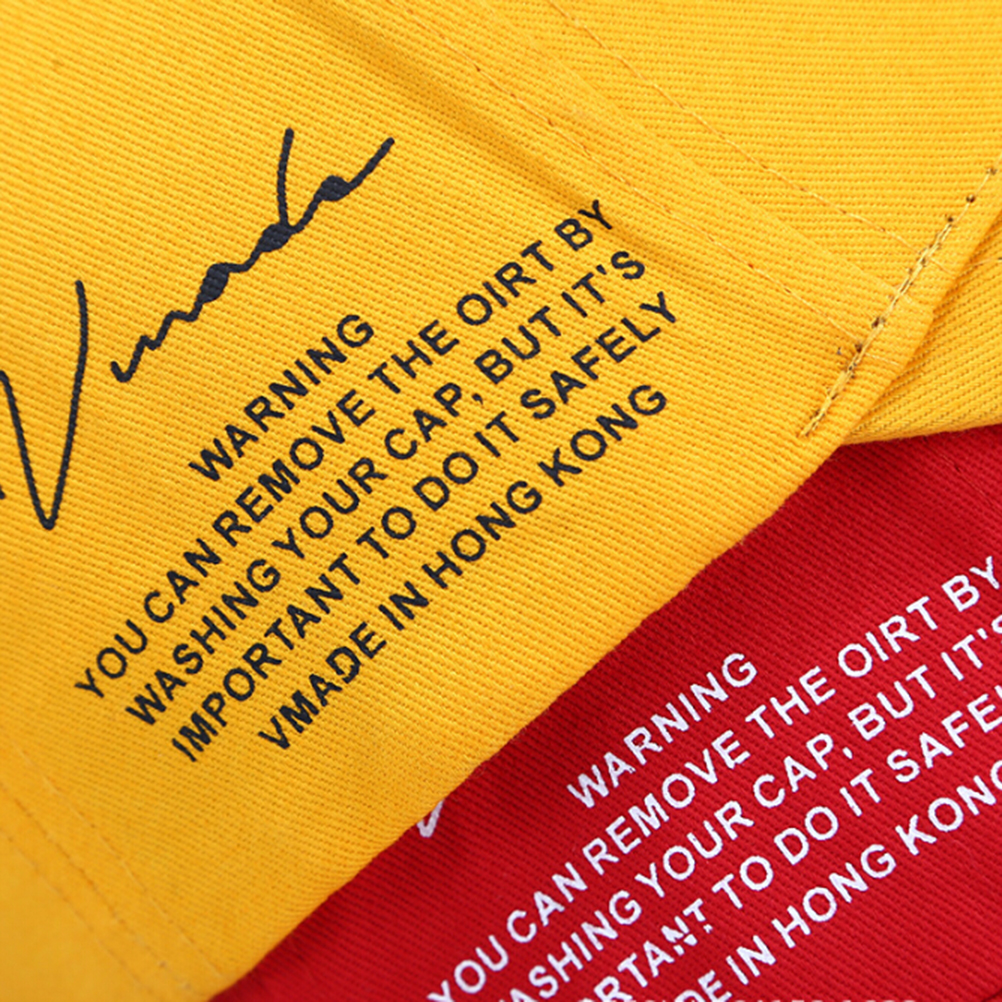 Vmade
WARNING
YOU CAN REMOVE THE OIRT BY
WASHING YOUR CAP, BUT IT'S
IMPORTANT TO DO IT SAFELY
VMADE IN HONG KONG
WARNING
YOU CAN REMOVE THE OIRT BY
WASHING YOUR CAP, BUT IT'S
TO DO IT SAFE
IN HONG KONG